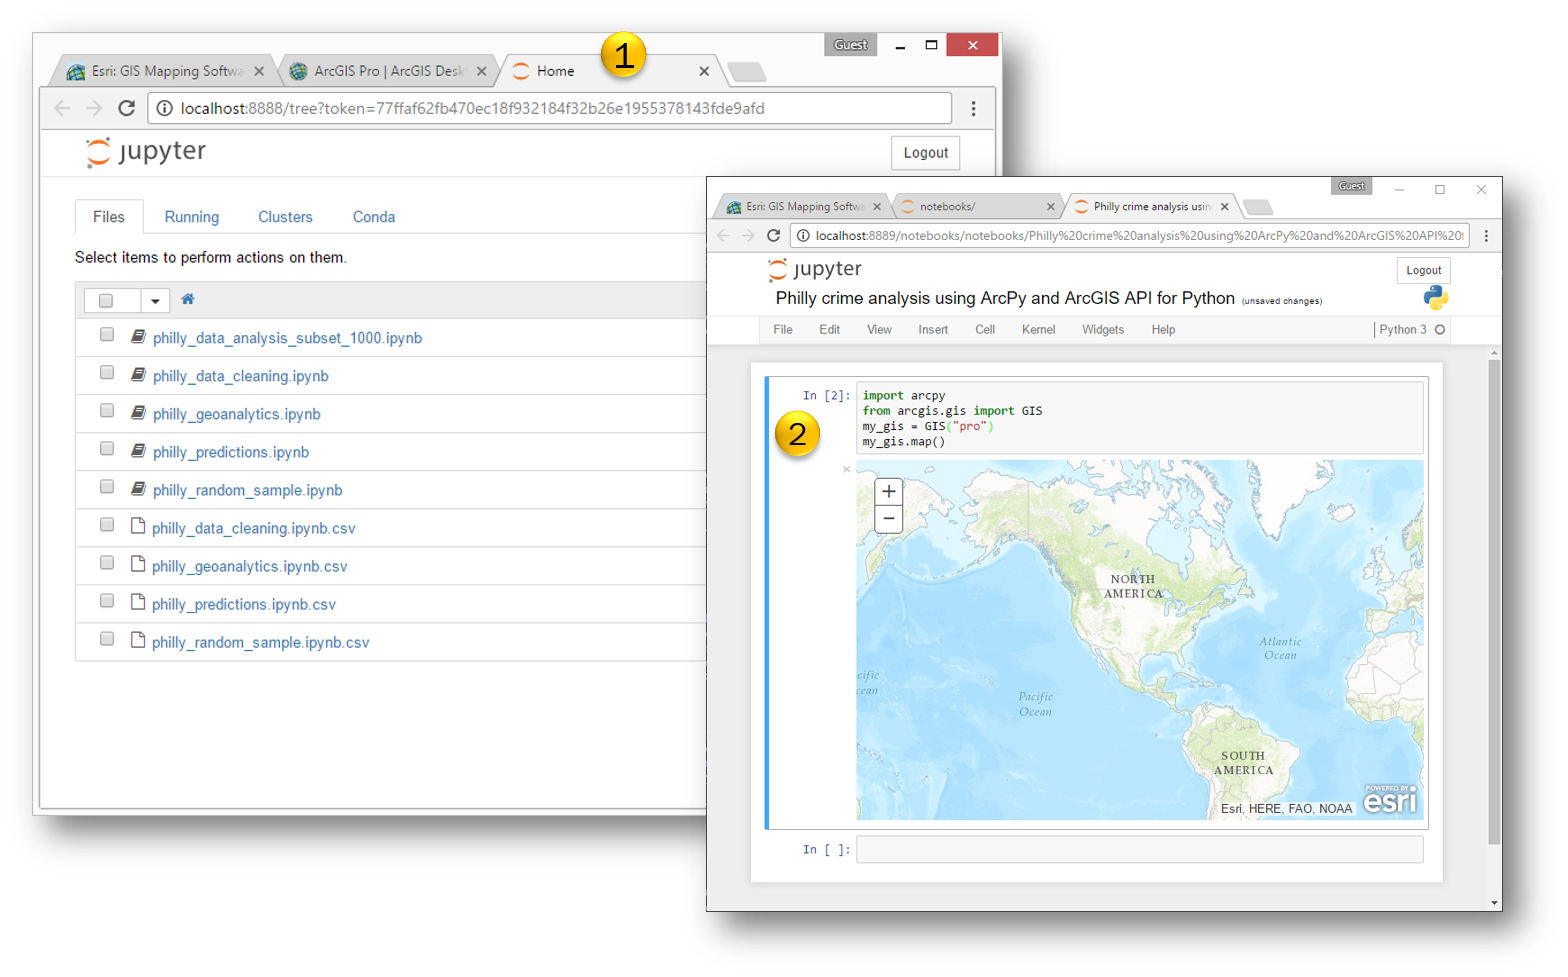 1
Guest
Esri: GIS Mapping Softwa
ArcGIS Pro | ArcGIS Desk
Home
localhost:8888/tree?token=77ffaf62fb470ec18f932184f32b26e1955378143fde9afd
jupyter
Logout
Files
Running
Clusters
Conda
Select items to perform actions on them.
philly_data_analysis_subset_1000.ipynb
philly_data_cleaning.ipynb
philly_geoanalytics.ipynb
philly_predictions.ipynb
philly_random_sample.ipynb
philly_data_cleaning.ipynb.csv
philly_geoanalytics.ipynb.csv
philly_predictions.ipynb.csv
philly_random_sample.ipynb.csv
Guest
Esri: GIS Mapping Softwa
notebooks/
Philly crime analysis usin
localhost:8889/notebooks/notebooks/Philly%20crime%20analysis%20using%20ArcPy%20and%20ArcGIS%20API%20f
jupyter
Logout
Philly crime analysis using ArcPy and ArcGIS API for Python (unsaved changes)
File Edit View Insert Cell Kernel Widgets Help
Python 3
2
In [2]:
import arcpy
from arcgis.gis import GIS
my_gis = GIS("pro")
my_gis.map()
+
−
NORTH
AMERICA
Atlantic
Ocean
cific
cean
Pacific
Ocean
SOUTH
AMERICA
POWERED BY
esri
Esri, HERE, FAO, NOAA
In [ ]: